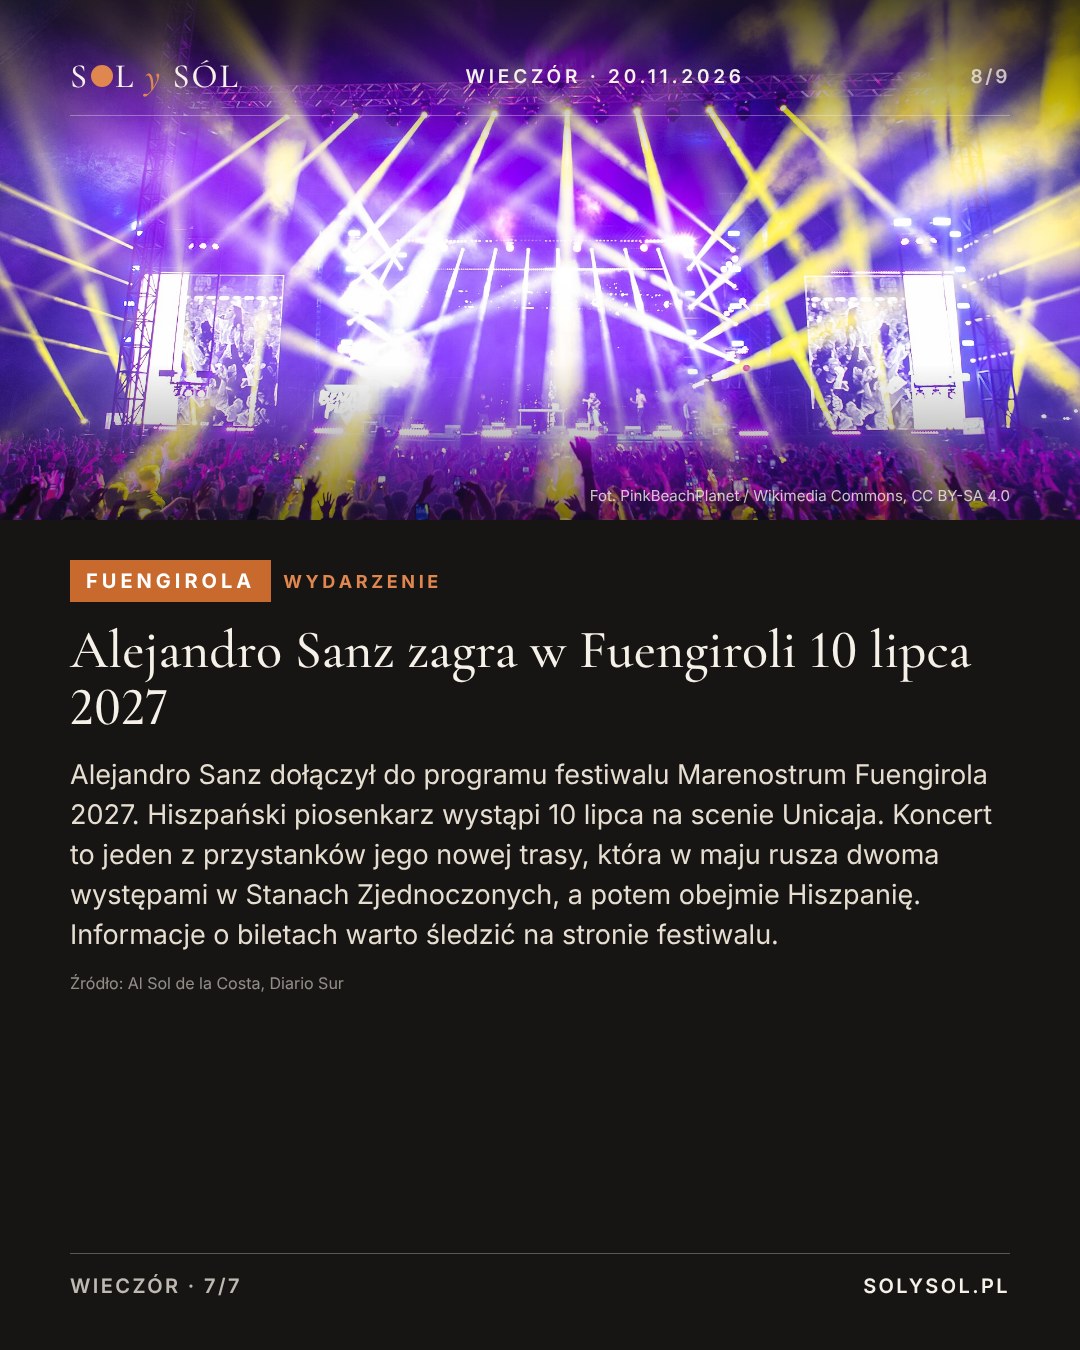 SOL y SÓL
WIECZÓR · 20.11.2026
8/9
Fot. PinkBeachPlanet / Wikimedia Commons, CC BY-SA 4.0
FUENGIROLA
WYDARZENIE
Alejandro Sanz zagra w Fuengiroli 10 lipca
2027
Alejandro Sanz dołączył do programu festiwalu Marenostrum Fuengirola
2027. Hiszpański piosenkarz wystąpi 10 lipca na scenie Unicaja. Koncert
to jeden z przystanków jego nowej trasy, która w maju rusza dwoma
występami w Stanach Zjednoczonych, a potem obejmie Hiszpanię.
Informacje o biletach warto śledzić na stronie festiwalu.
Źródło: Al Sol de la Costa, Diario Sur
WIECZÓR · 7/7
SOLYSOL.PL